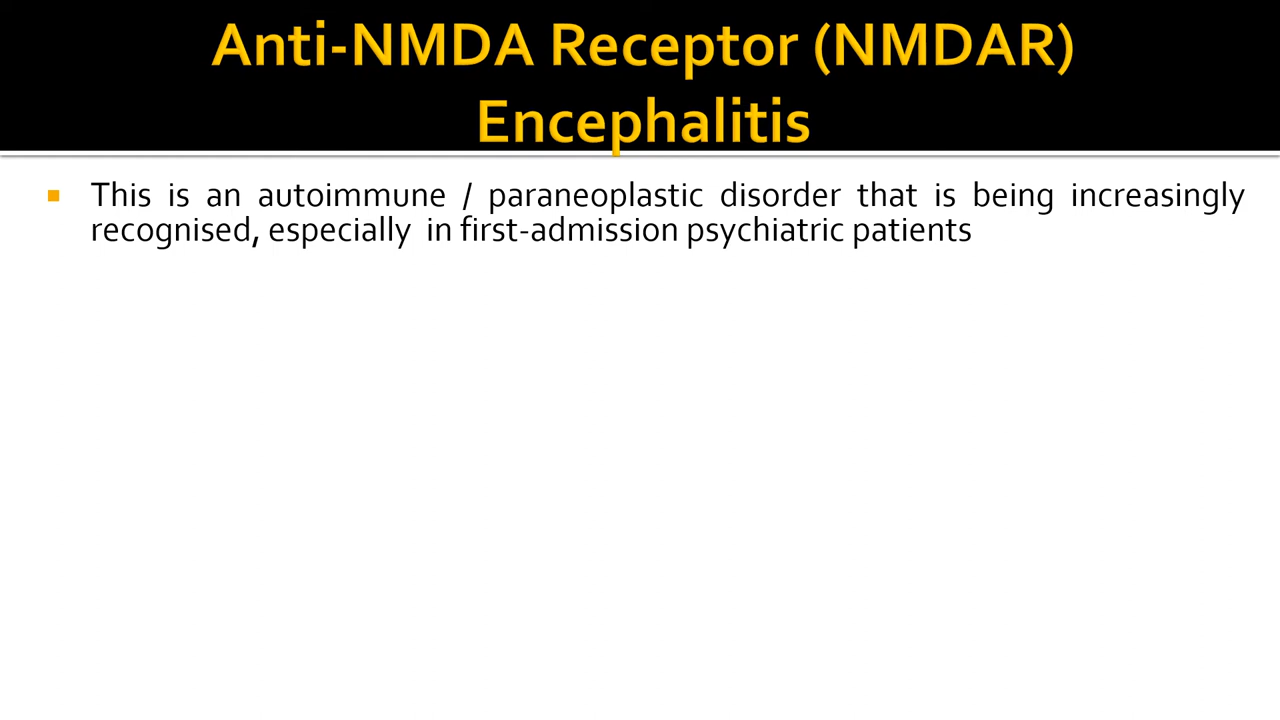 Anti-NMDA Receptor (NMDAR)
Encephalitis
This is an autoimmune / paraneoplastic disorder that is being increasingly
recognised, especially in first-admission psychiatric patients